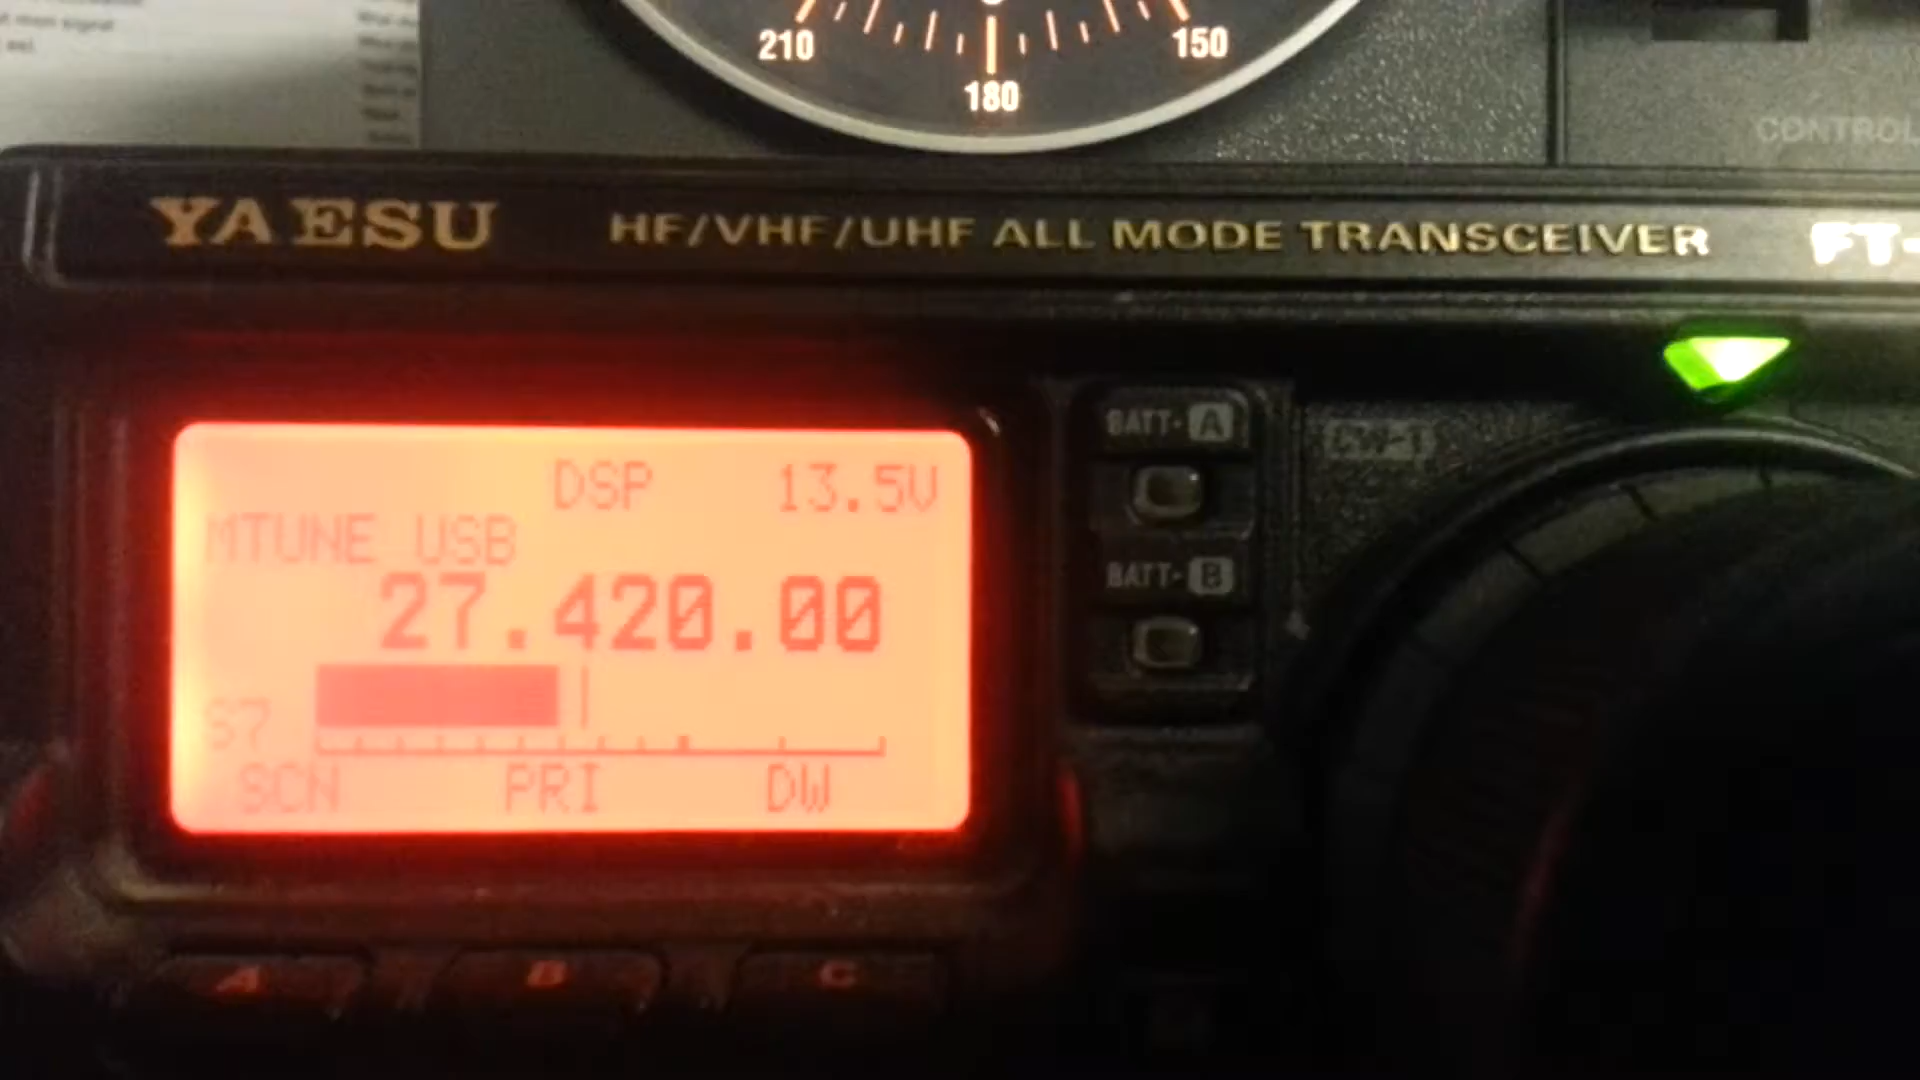 210
150
180
CONTROL
YAESU HF/VHF/UHF ALL MODE TRANSCEIVER FT-
BATT-A
DSP 13.5V
MTUNE USB
27.420.00
BATT-B
S7
SCN PRI DW
A B C